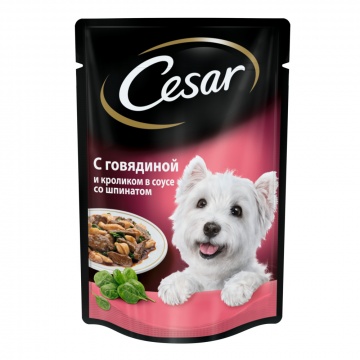 Cesar
С говядиной
и кроликом в соусе
со шпинатом